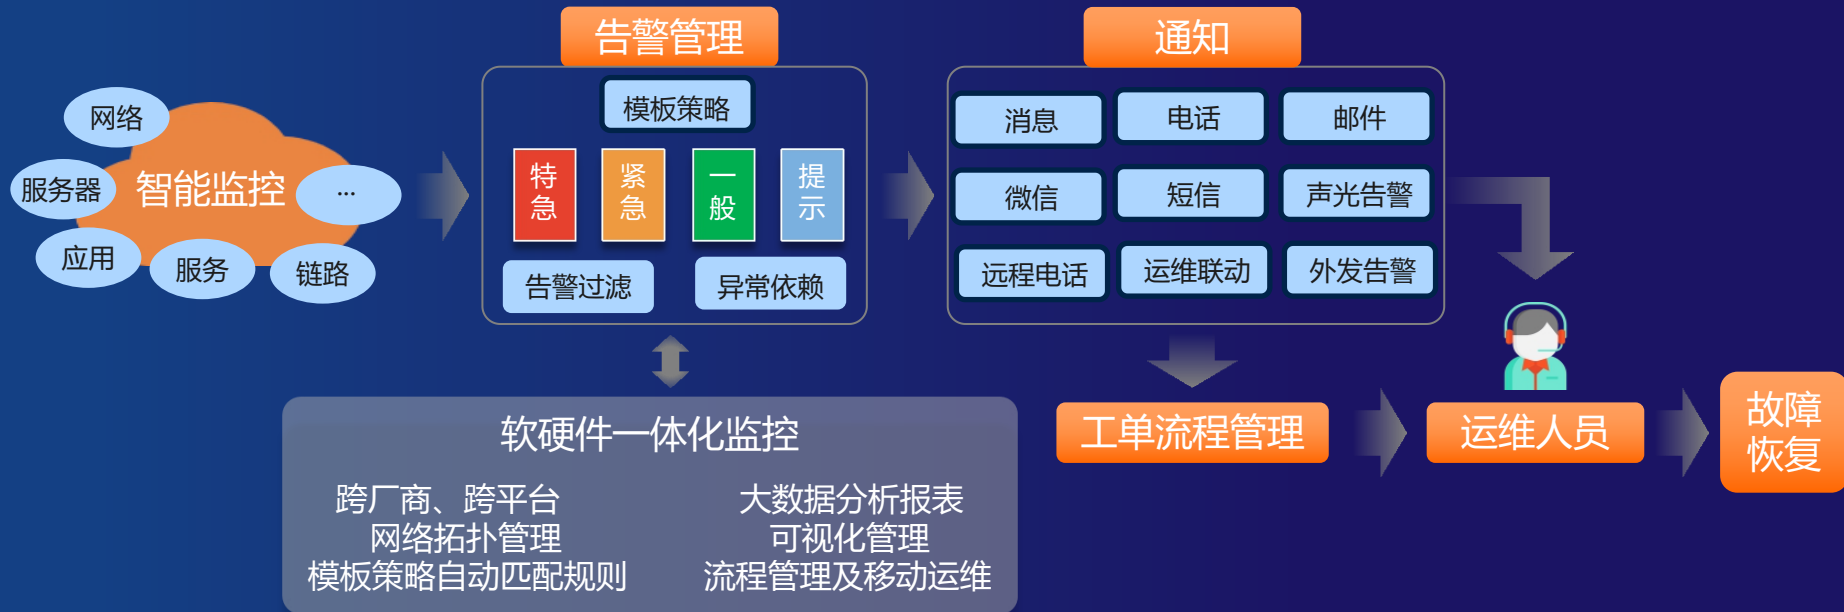 告警管理
通知
网络
服务器
智能监控
...
应用
服务
链路
模板策略
特急
紧急
一般
提示
告警过滤
异常依赖
消息
电话
邮件
微信
短信
声光告警
远程电话
运维联动
外发告警
软硬件一体化监控
跨厂商、跨平台
网络拓扑管理
模板策略自动匹配规则
大数据分析报表
可视化管理
流程管理及移动运维
工单流程管理
运维人员
故障
恢复